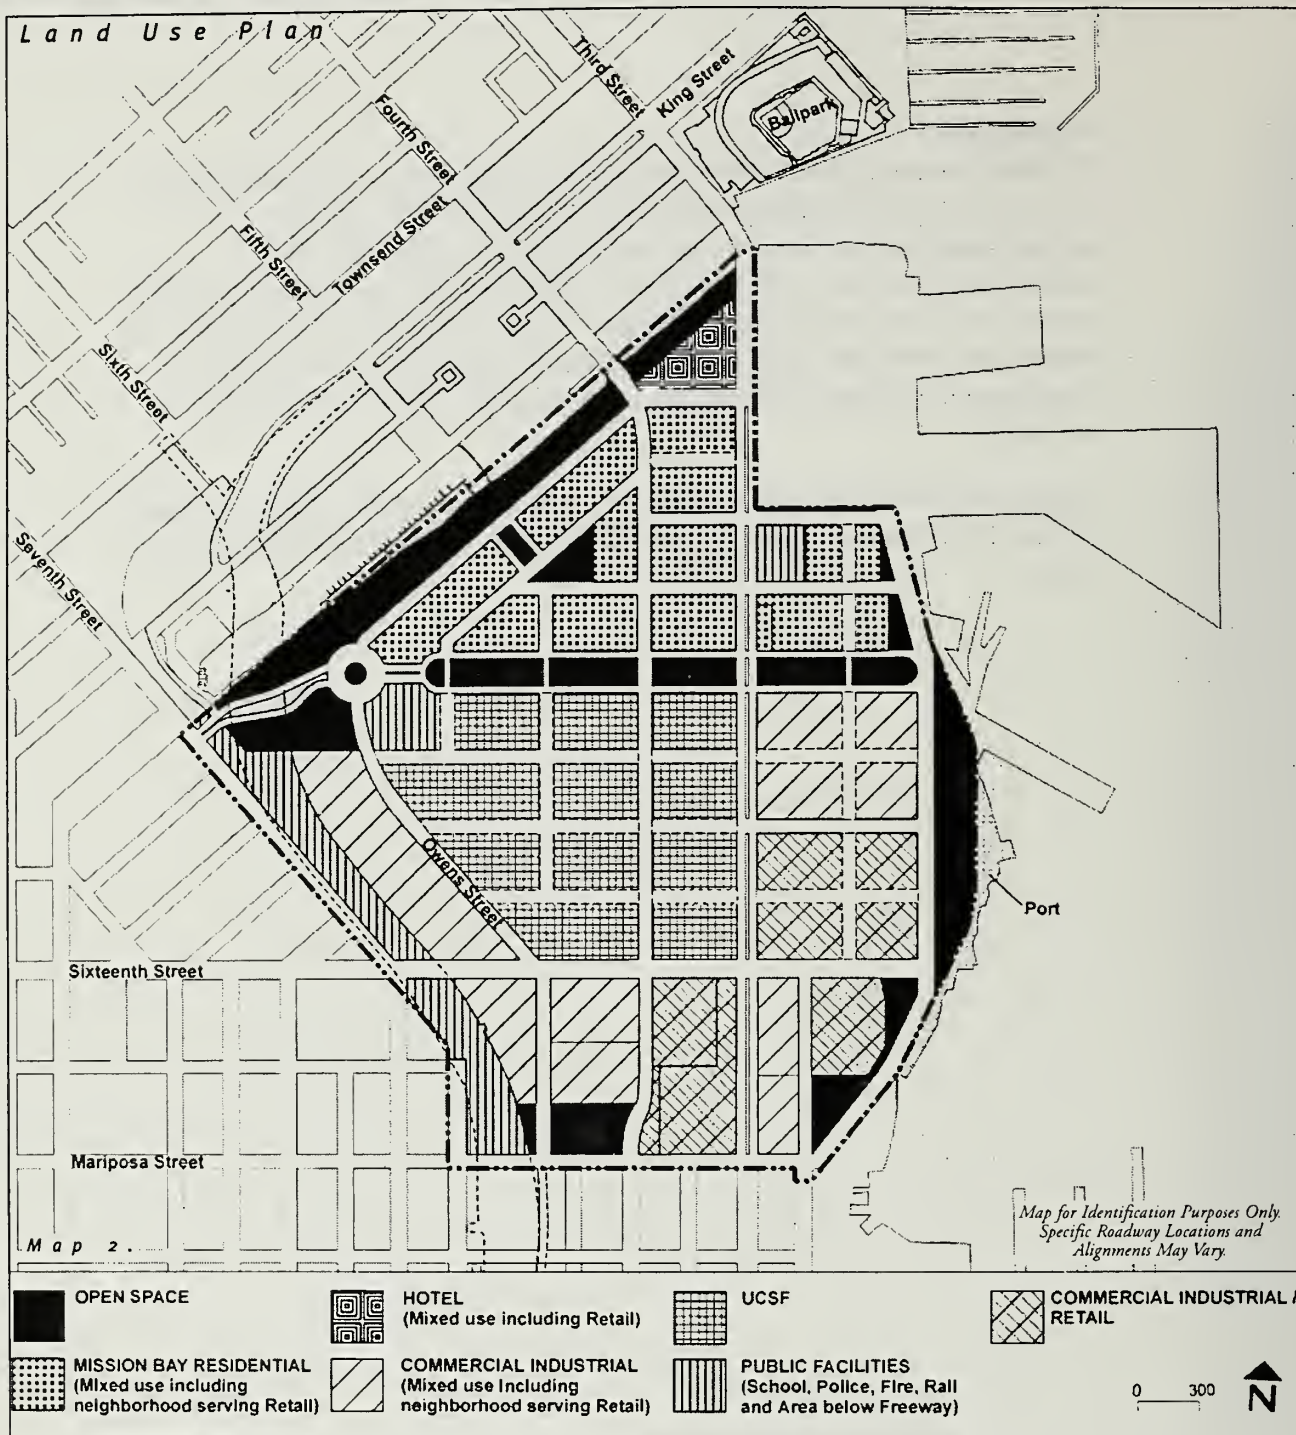 Land Use Plan
Third Street
King Street
Ballpark
Fourth Street
Townsend Street
Fifth Street
Sixth Street
Seventh Street
Owens Street
Port
Sixteenth Street
Mariposa Street
Map for Identification Purposes Only.
Specific Roadway Locations and
Alignments May Vary.
Map 2.
OPEN SPACE
HOTEL
(Mixed use including Retail)
UCSF
COMMERCIAL INDUSTRIAL
RETAIL
MISSION BAY RESIDENTIAL
(Mixed use including
neighborhood serving Retail)
COMMERCIAL INDUSTRIAL
(Mixed use Including
neighborhood serving Retail)
PUBLIC FACILITIES
(School, Police, Fire, Rail
and Area below Freeway)
0 300
N